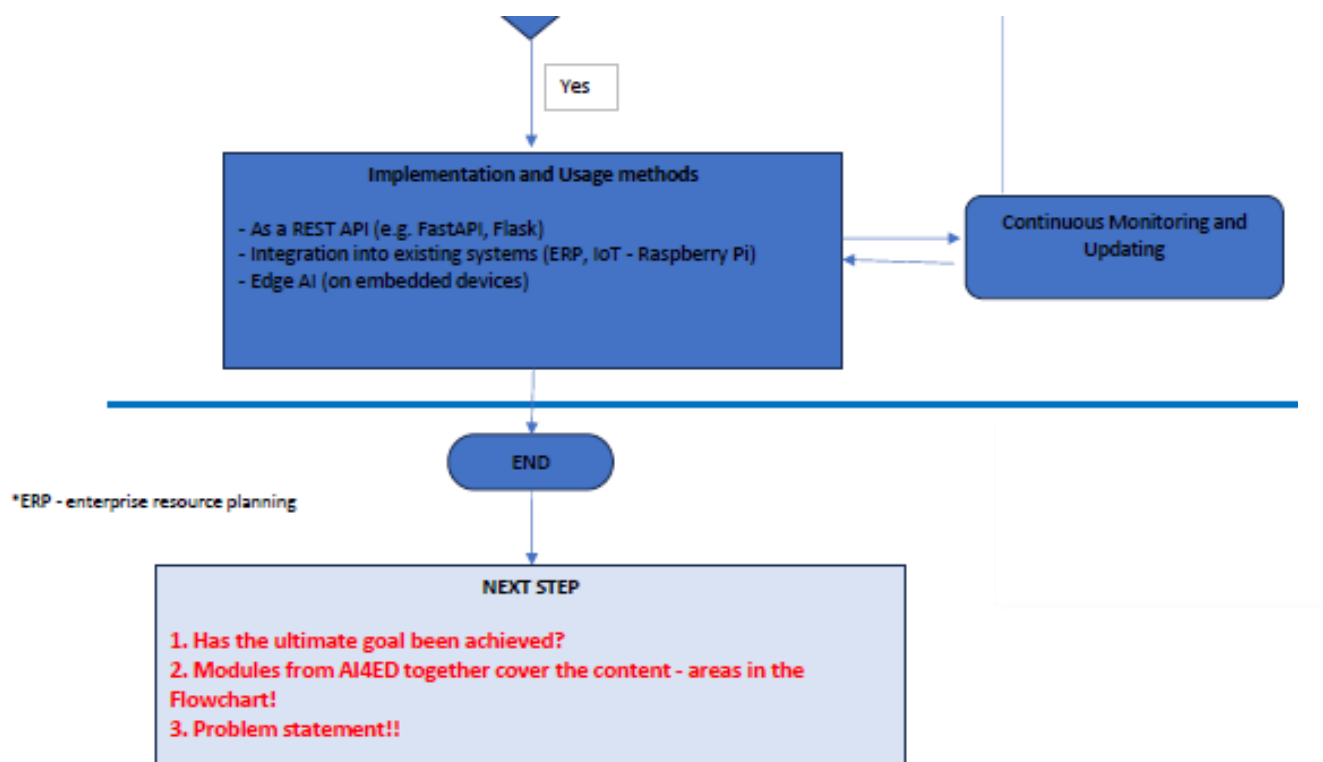 Yes
Implementation and Usage methods
- As a REST API (e.g. FastAPI, Flask)
- Integration into existing systems (ERP, IoT - Raspberry Pi)
- Edge AI (on embedded devices)
Continuous Monitoring and
Updating
END
*ERP - enterprise resource planning
NEXT STEP
1. Has the ultimate goal been achieved?
2. Modules from AI4ED together cover the content - areas in the
Flowchart!
3. Problem statement!!